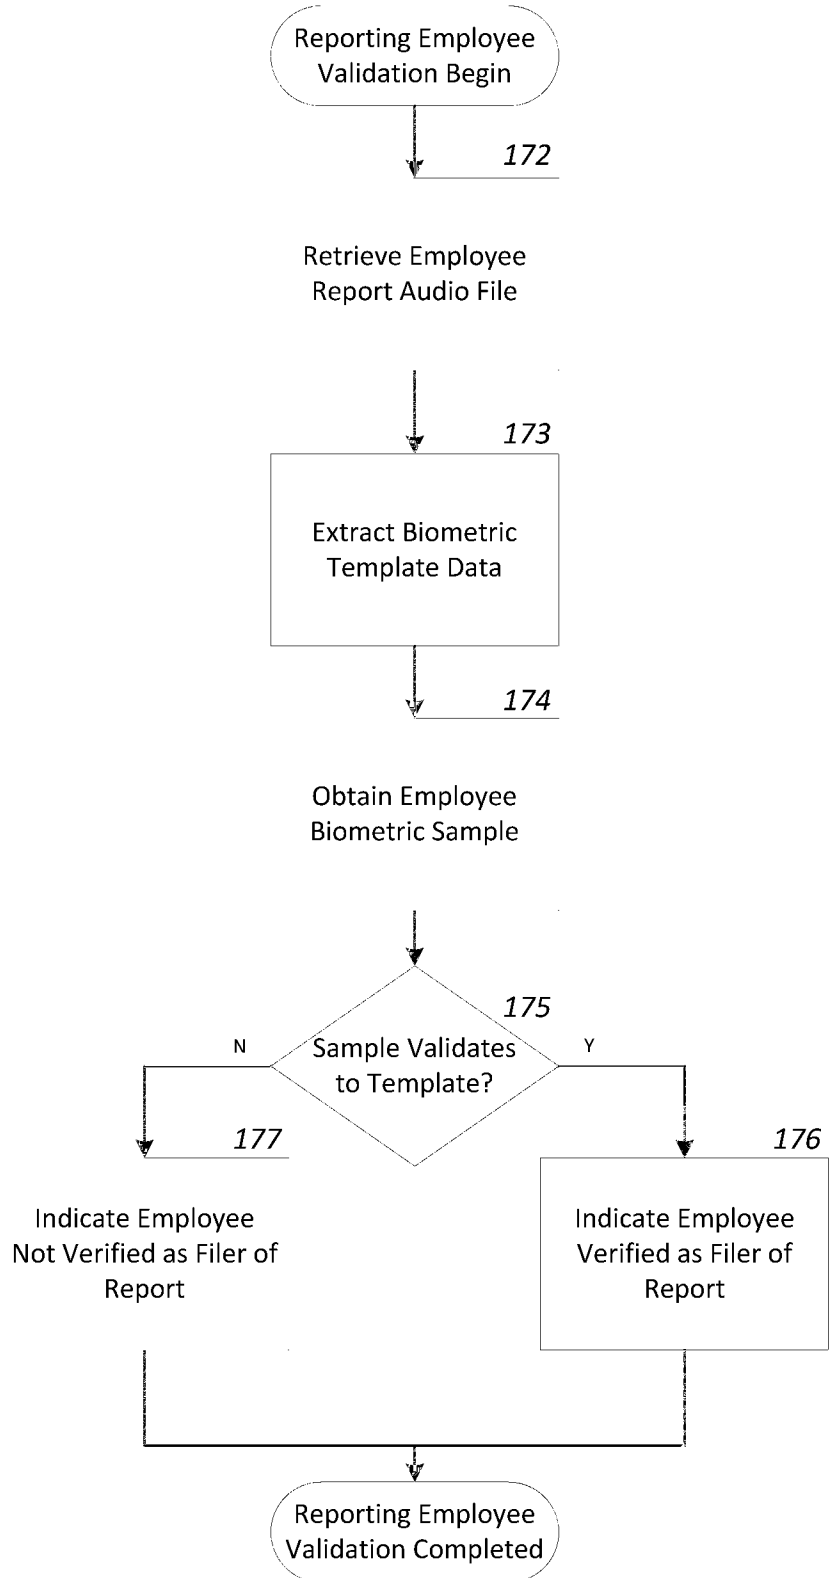 Reporting Employee
Validation Begin
172
Retrieve Employee
Report Audio File
173
Extract Biometric
Template Data
174
Obtain Employee
Biometric Sample
175
N
Sample Validates
to Template?
Y
177
Indicate Employee
Not Verified as Filer of
Report
176
Indicate Employee
Verified as Filer of
Report
Reporting Employee
Validation Completed